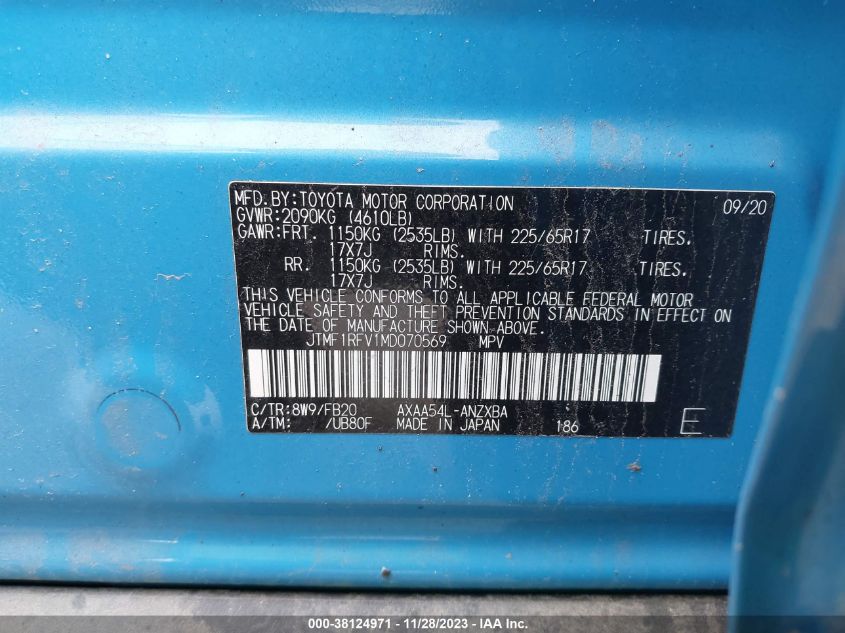 MFD.BY:TOYOTA MOTOR CORPORATION 09/20
GVWR:2090KG (4610LB)
GAWR:FRT. 1150KG (2535LB) WITH 225/65R17 TIRES.
17X7J RIMS.
RR. 1150KG (2535LB) WITH 225/65R17 TIRES.
17X7J RIMS.
THIS VEHICLE CONFORMS TO ALL APPLICABLE FEDERAL MOTOR
VEHICLE SAFETY AND THEFT PREVENTION STANDARDS IN EFFECT ON
THE DATE OF MANUFACTURE SHOWN ABOVE.
JTMF1RFV1MD070569 MPV
C/TR:8W9/FB20 AXAA54L-ANZXBA
A/TM: /UB80F MADE IN JAPAN 186 E
000-38124971 - 11/28/2023 - IAA Inc.